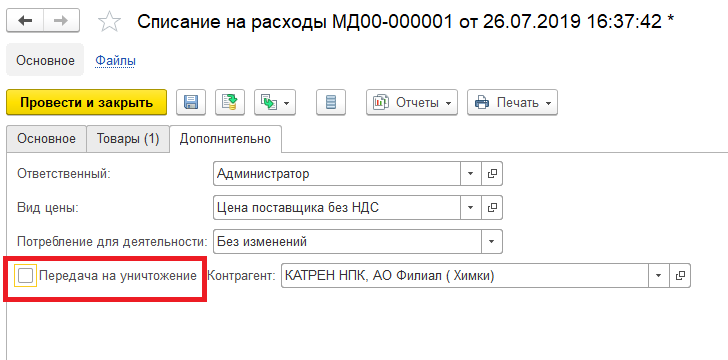 Списание на расходы МД00-000001 от 26.07.2019 16:37:42 *
Основное Файлы
Провести и закрыть Отчеты Печать
Основное Товары (1) Дополнительно
Ответственный: Администратор
Вид цены: Цена поставщика без НДС
Потребление для деятельности: Без изменений
Передача на уничтожение Контрагент: КАТРЕН НПК, АО Филиал ( Химки)